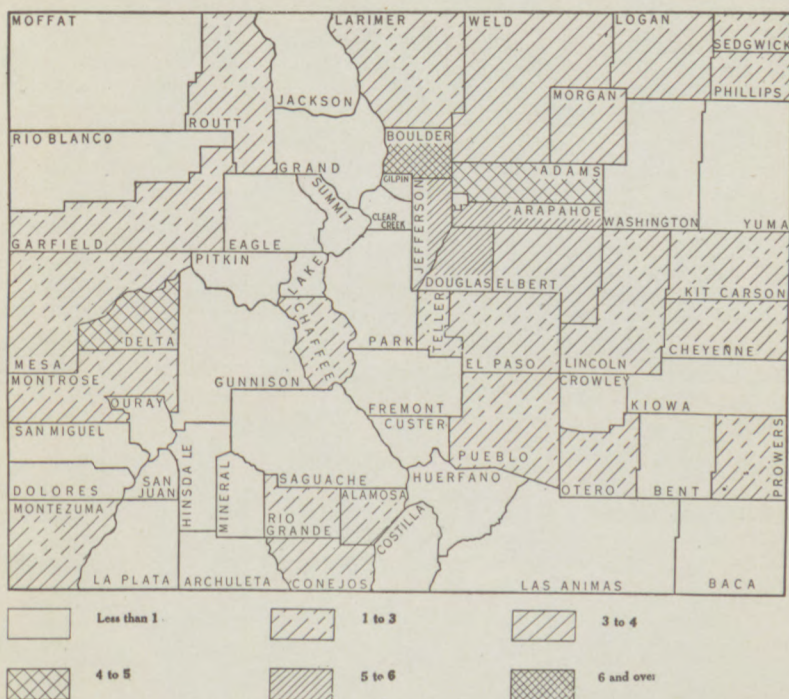 MOFFAT
LARIMER
WELD
LOGAN
SEDGWICK
PHILLIPS
MORGAN
JACKSON
ROUTT
RIO BLANCO
BOULDER
GRAND
GILPIN
ADAMS
SUMMIT
CLEAR
CREEK
JEFFERSON
ARAPAHOE
WASHINGTON
YUMA
GARFIELD
EAGLE
PITKIN
LAKE
DOUGLAS
ELBERT
KIT CARSON
CHAFFEE
TELLER
PARK
DELTA
MESA
EL PASO
LINCOLN
CHEYENNE
MONTROSE
GUNNISON
CROWLEY
OURAY
FREMONT
KIOWA
CUSTER
SAN MIGUEL
PUEBLO
PROWERS
HINSDALE
MINERAL
SAGUACHE
HUERFANO
DOLORES
SAN
JUAN
ALAMOSA
OTERO
BENT
MONTEZUMA
RIO
GRANDE
COSTILLA
LA PLATA
ARCHULETA
CONEJOS
LAS ANIMAS
BACA
Less than 1
1 to 3
3 to 4
4 to 5
5 to 6
6 and over